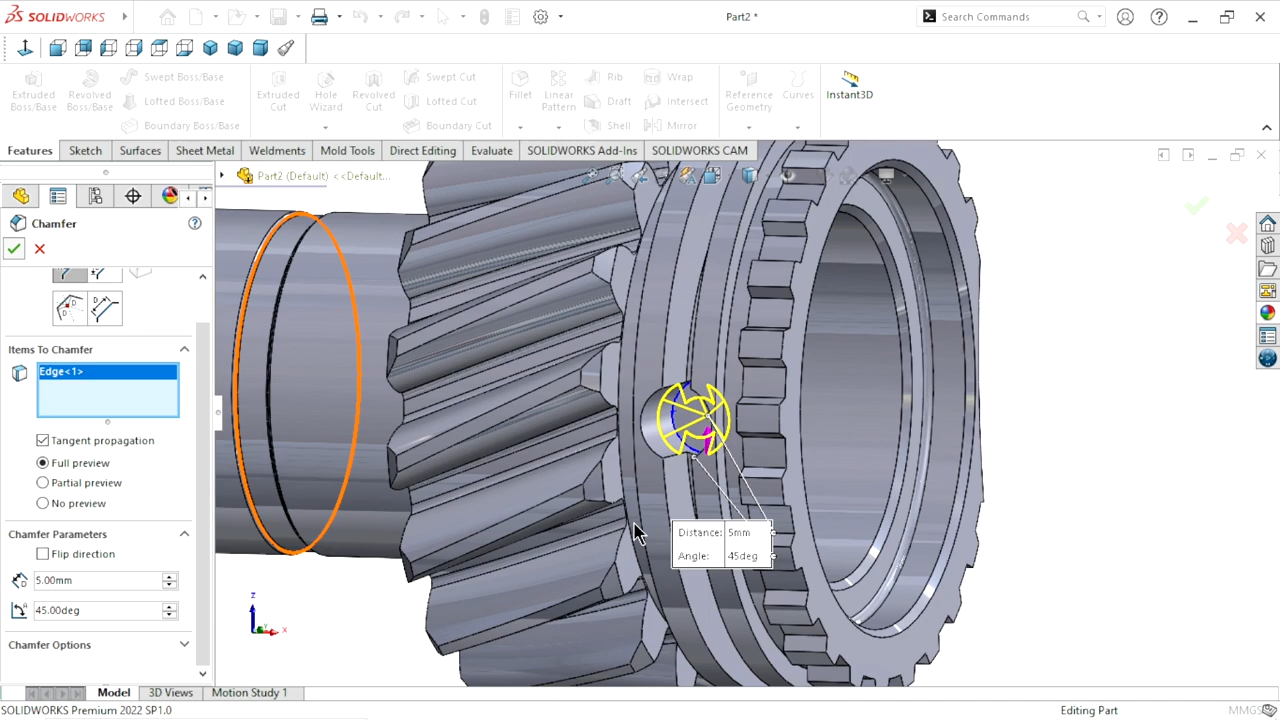 SOLIDWORKS
Part2 *
Search Commands
Extruded Boss/Base
Revolved Boss/Base
Swept Boss/Base
Lofted Boss/Base
Boundary Boss/Base
Extruded Cut
Hole Wizard
Revolved Cut
Swept Cut
Lofted Cut
Boundary Cut
Fillet
Linear Pattern
Rib
Draft
Shell
Wrap
Intersect
Mirror
Reference Geometry
Curves
Instant3D
Features
Sketch
Surfaces
Sheet Metal
Weldments
Mold Tools
Direct Editing
Evaluate
SOLIDWORKS Add-Ins
SOLIDWORKS CAM
Part2 (Default) <<Default...
Chamfer
Items To Chamfer
Edge<1>
Tangent propagation
Full preview
Partial preview
No preview
Chamfer Parameters
Flip direction
5.00mm
45.00deg
Chamfer Options
Distance: 5mm
Angle: 45deg
z
x
Model
3D Views
Motion Study 1
SOLIDWORKS Premium 2022 SP1.0
Editing Part
MMGS